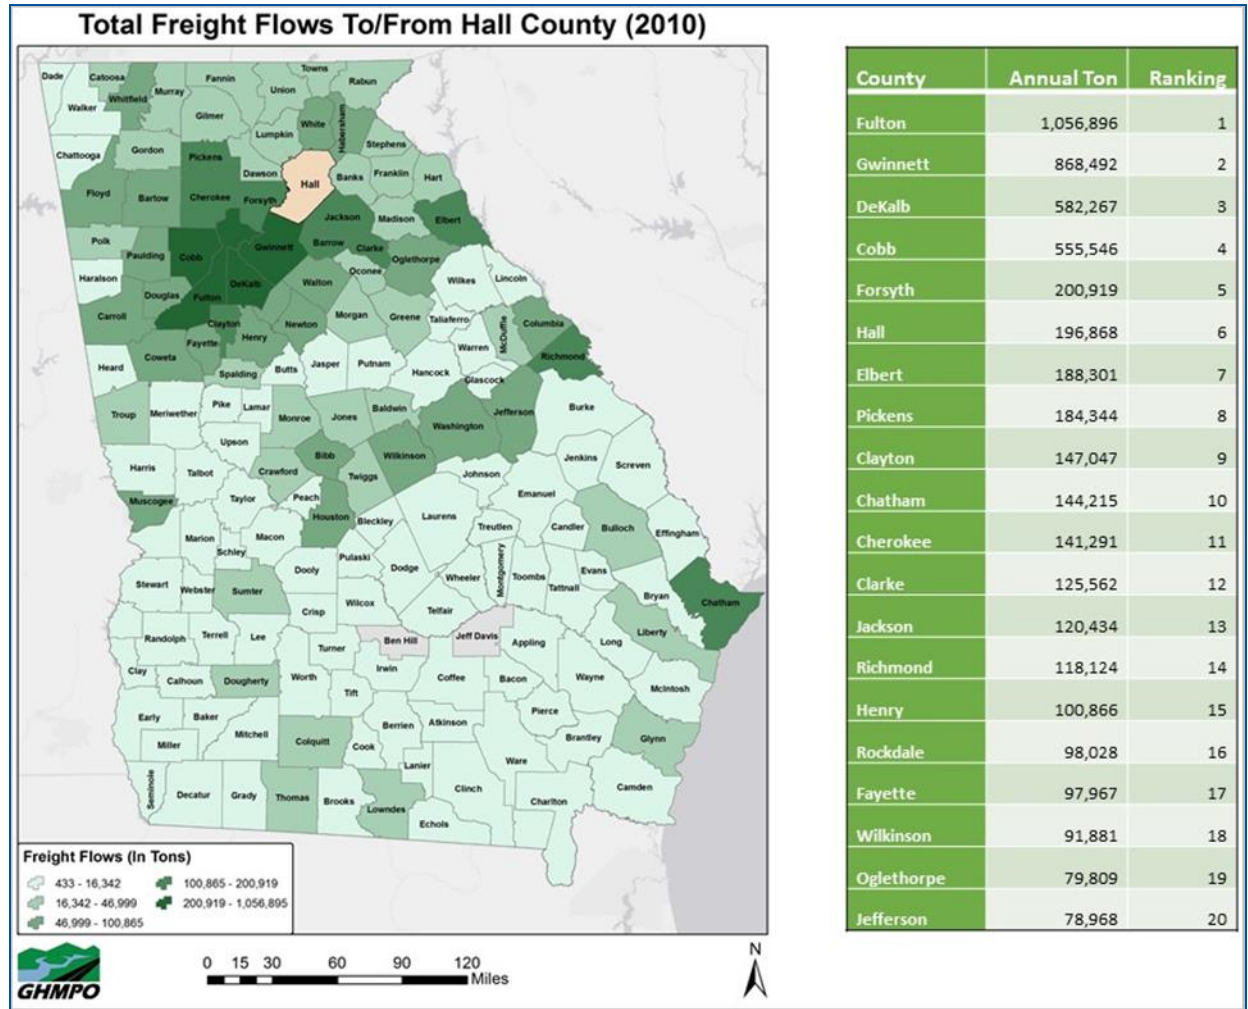 Total Freight Flows To/From Hall County (2010)
Dade
Catoosa
Whitfield
Murray
Fannin
Towns
Union
Rabun
Walker
Gilmer
White
Habersham
Lumpkin
Stephens
Chattooga
Gordon
Pickens
Dawson
Hall
Banks
Franklin
Hart
Floyd
Bartow
Cherokee
Forsyth
Jackson
Madison
Elbert
Polk
Paulding
Cobb
Gwinnett
Barrow
Clarke
Oglethorpe
Haralson
Douglas
Fulton
DeKalb
Walton
Oconee
Wilkes
Lincoln
Carroll
Clayton
Fayette
Henry
Newton
Morgan
Greene
Taliaferro
McDuffie
Columbia
Heard
Coweta
Spalding
Butts
Jasper
Putnam
Hancock
Warren
Glascock
Richmond
Troup
Meriwether
Pike
Lamar
Monroe
Jones
Baldwin
Washington
Jefferson
Burke
Upson
Harris
Talbot
Crawford
Bibb
Twiggs
Wilkinson
Johnson
Jenkins
Screven
Muscogee
Taylor
Peach
Houston
Bleckley
Laurens
Emanuel
Treutlen
Candler
Bulloch
Effingham
Marion
Schley
Macon
Pulaski
Dooly
Dodge
Wheeler
Montgomery
Toombs
Tattnall
Evans
Bryan
Chatham
Stewart
Webster
Sumter
Crisp
Wilcox
Telfair
Liberty
Randolph
Terrell
Lee
Turner
Ben Hill
Jeff Davis
Appling
Long
Clay
Calhoun
Dougherty
Worth
Tift
Irwin
Coffee
Bacon
Wayne
McIntosh
Early
Baker
Mitchell
Colquitt
Berrien
Atkinson
Pierce
Brantley
Glynn
Miller
Cook
Lanier
Ware
Seminole
Decatur
Grady
Thomas
Brooks
Lowndes
Echols
Clinch
Charlton
Camden
Freight Flows (In Tons)
433 - 16,342
16,342 - 46,999
46,999 - 100,865
100,865 - 200,919
200,919 - 1,056,895
GHMPO
0 15 30 60 90 120
Miles
N
County Annual Ton Ranking
Fulton 1,056,896 1
Gwinnett 868,492 2
DeKalb 582,267 3
Cobb 555,546 4
Forsyth 200,919 5
Hall 196,868 6
Elbert 188,301 7
Pickens 184,344 8
Clayton 147,047 9
Chatham 144,215 10
Cherokee 141,291 11
Clarke 125,562 12
Jackson 120,434 13
Richmond 118,124 14
Henry 100,866 15
Rockdale 98,028 16
Fayette 97,967 17
Wilkinson 91,881 18
Oglethorpe 79,809 19
Jefferson 78,968 20